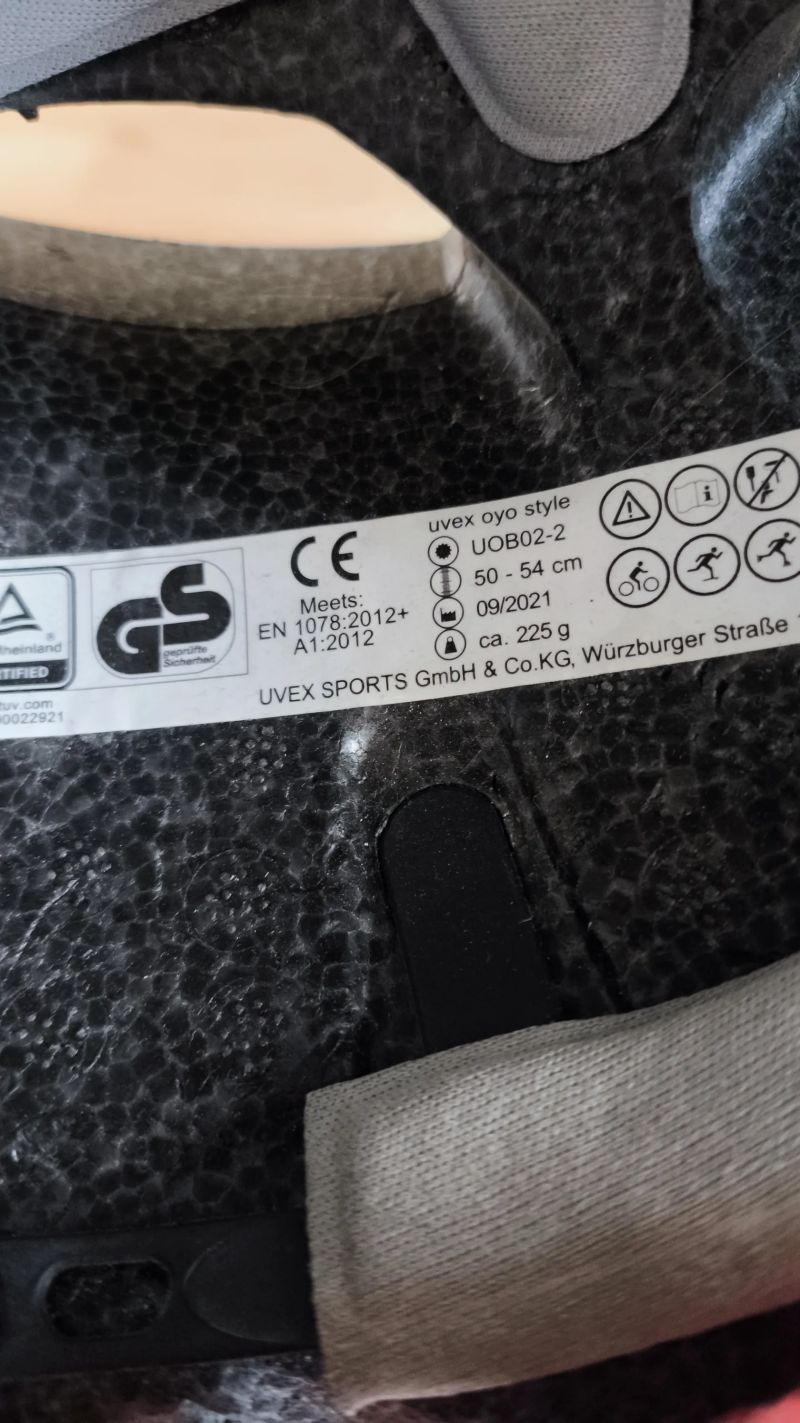 Rheinland
®
TIFIED
tuv.com
00022921
GS
geprüfte
Sicherheit
CE
Meets:
EN 1078:2012+
A1:2012
uvex oyo style
UOB02-2
50 - 54 cm
09/2021
ca. 225 g
UVEX SPORTS GmbH & Co.KG, Würzburger Straße